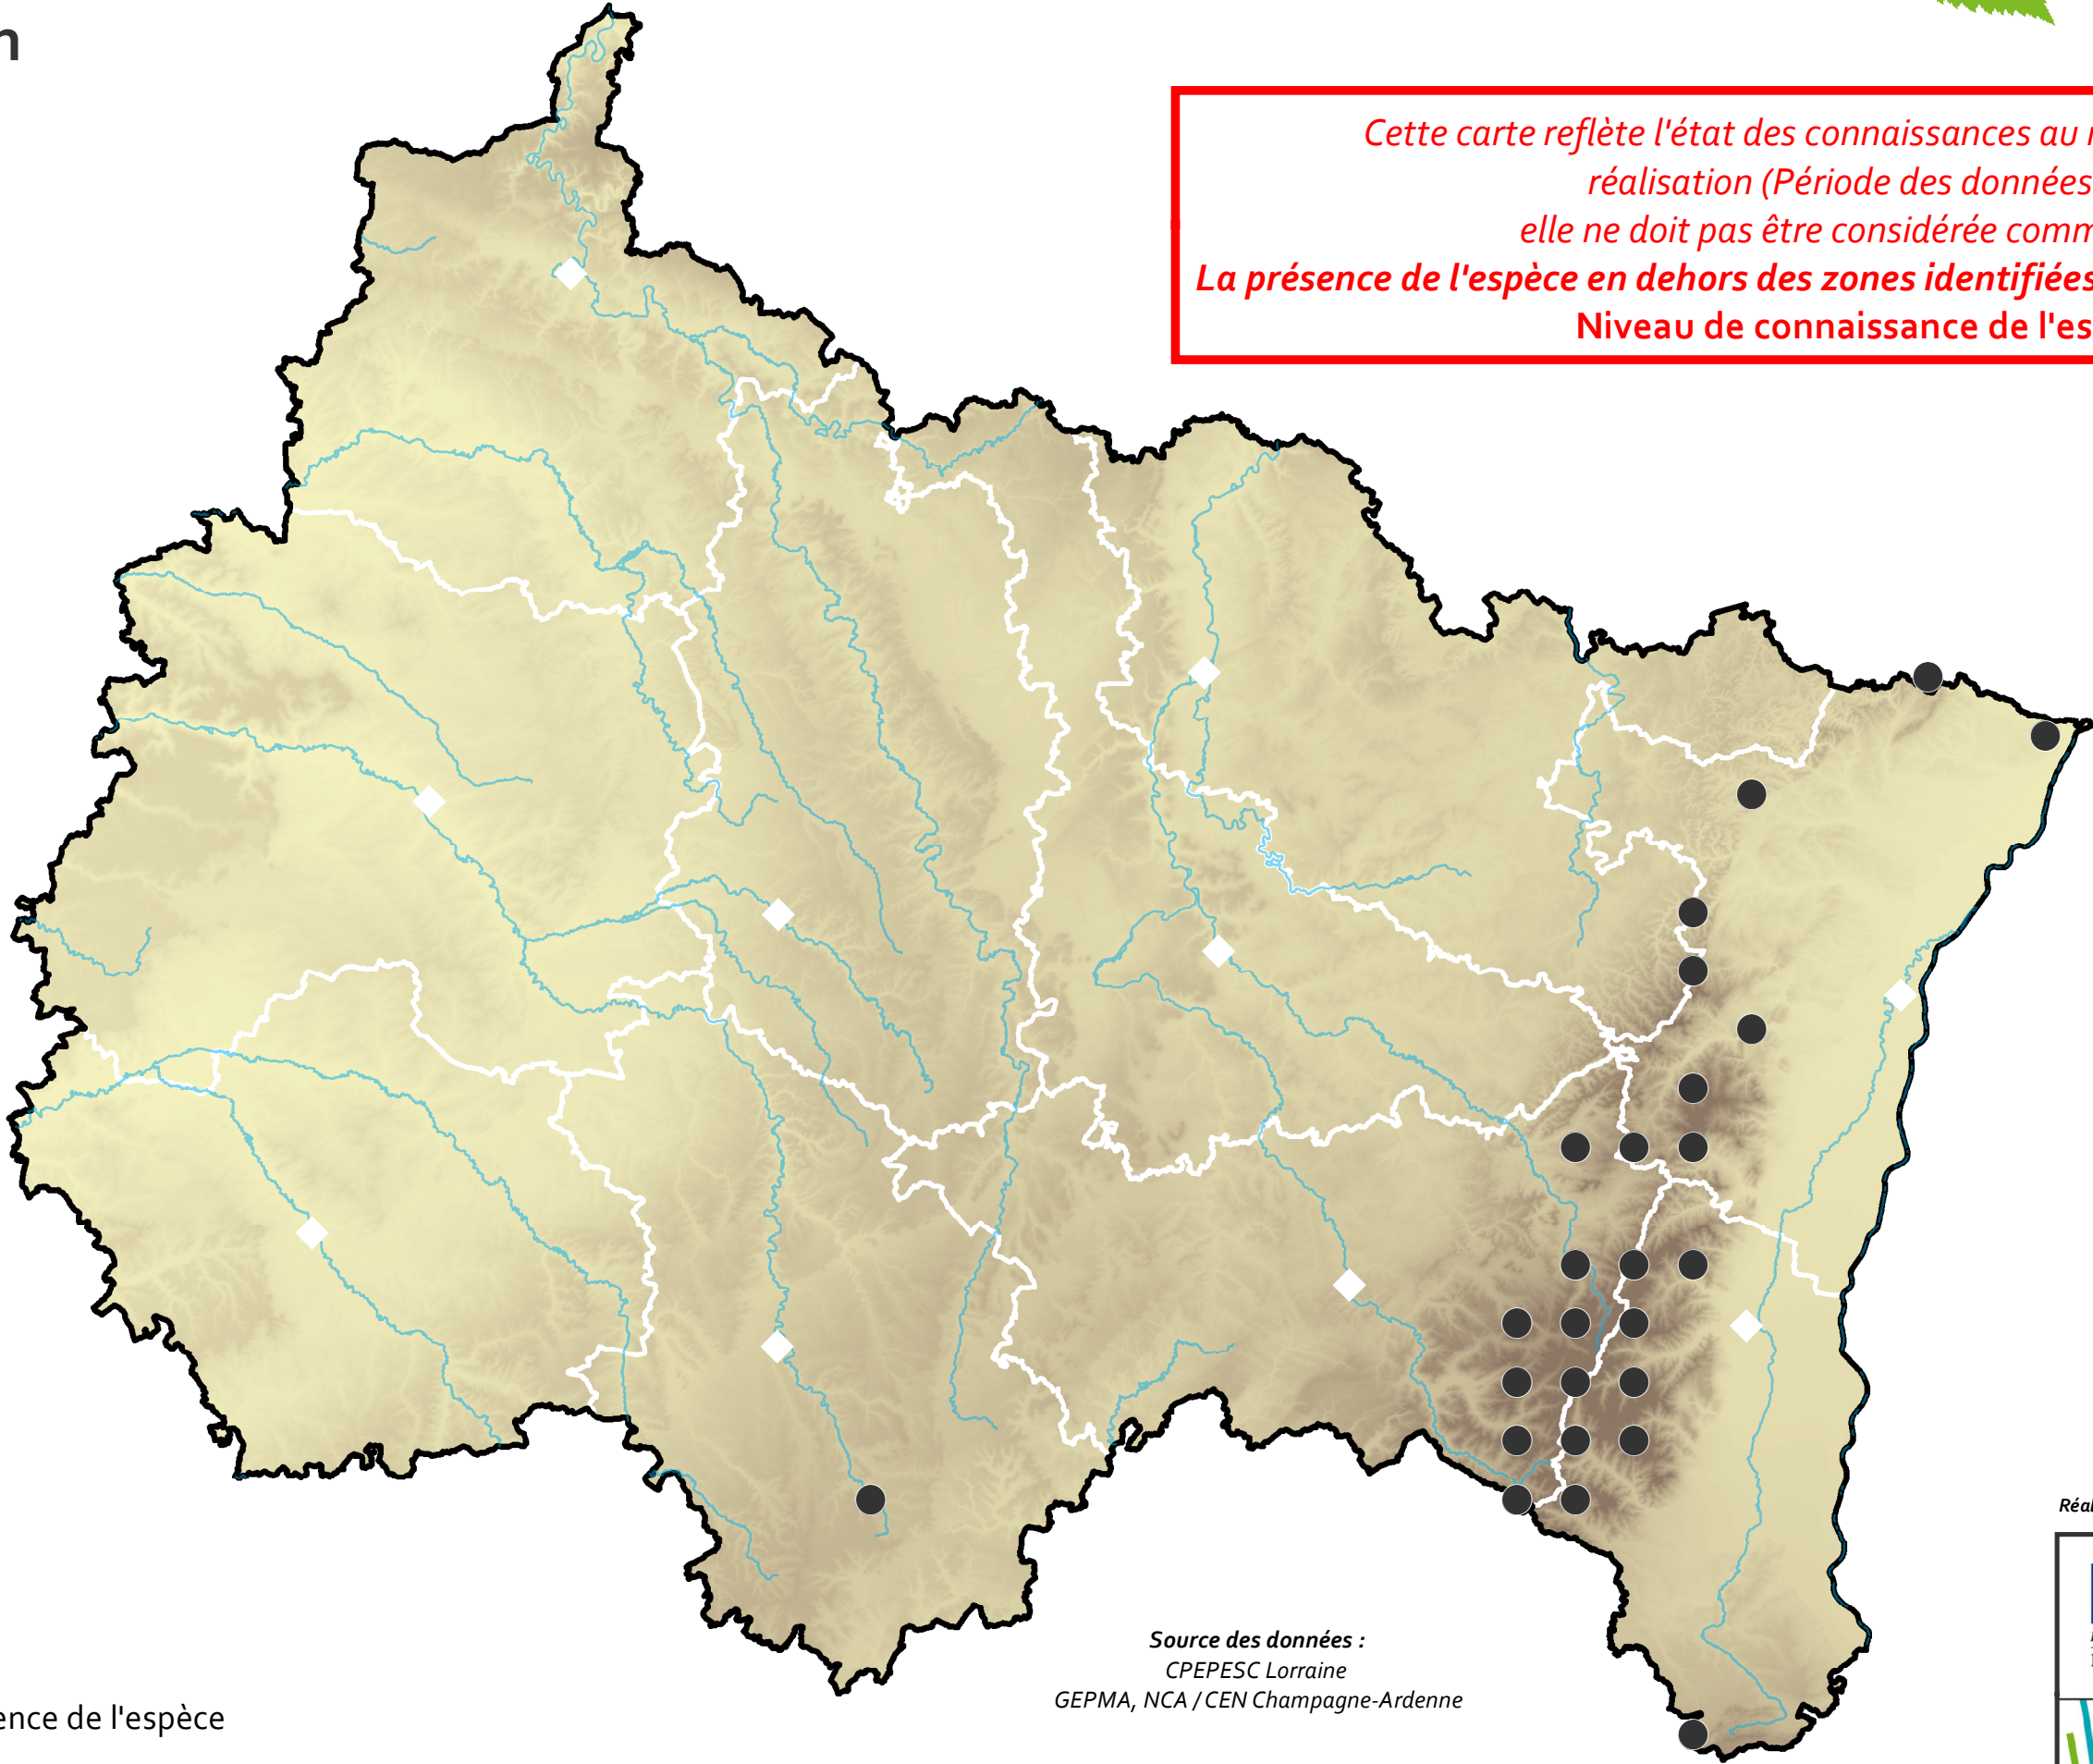 n
Cette carte reflète l'état des connaissances au
réalisation (Période des données
elle ne doit pas être considérée comm
La présence de l'espèce en dehors des zones identifiées
Niveau de connaissance de l'es
Réal
Source des données :
CPEPESC Lorraine
GEPMA, NCA / CEN Champagne-Ardenne
ence de l'espèce